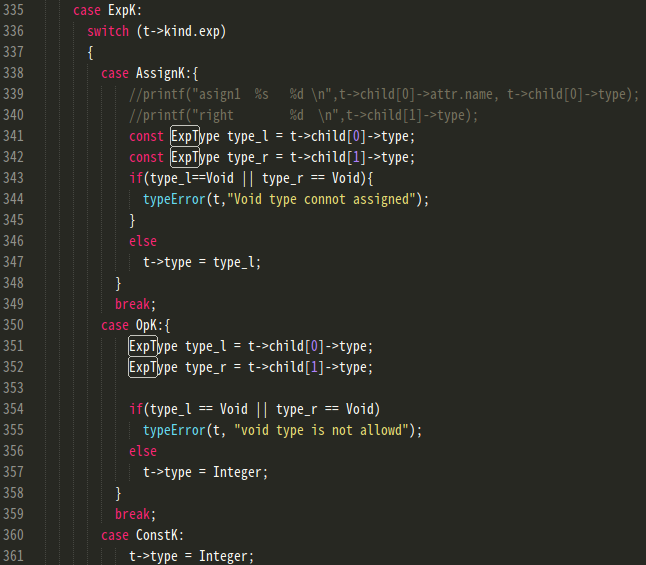 335 case ExpK:
336 switch (t->kind.exp)
337 {
338 case AssignK:{
339 //printf("asign1  %s   %d \n",t->child[0]->attr.name, t->child[0]->type);
340 //printf("right        %d  \n",t->child[1]->type);
341 const ExpType type_l = t->child[0]->type;
342 const ExpType type_r = t->child[1]->type;
343 if(type_l==Void || type_r == Void){
344 typeError(t,"Void type connot assigned");
345 }
346 else
347 t->type = type_l;
348 }
349 break;
350 case OpK:{
351 ExpType type_l = t->child[0]->type;
352 ExpType type_r = t->child[1]->type;
353
354 if(type_l == Void || type_r == Void)
355 typeError(t, "void type is not allowd");
356 else
357 t->type = Integer;
358 }
359 break;
360 case ConstK:
361 t->type = Integer;